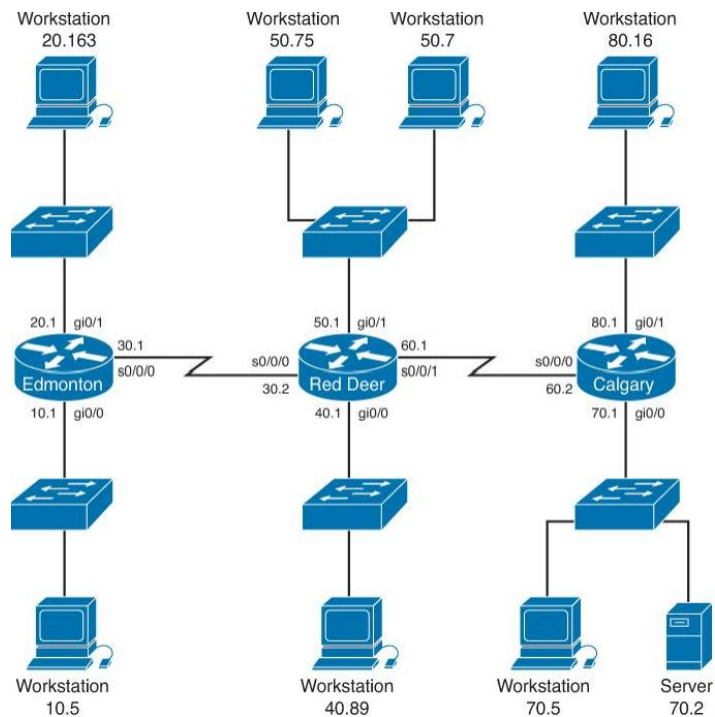 Workstation
20.163
Workstation
50.75
Workstation
50.7
Workstation
80.16
20.1 gi0/1
50.1 gi0/1
80.1 gi0/1
30.1
s0/0/0
Edmonton
s0/0/0
30.2
Red Deer
60.1
s0/0/1
s0/0/0
60.2
Calgary
10.1 gi0/0
40.1 gi0/0
70.1 gi0/0
Workstation
10.5
Workstation
40.89
Workstation
70.5
Server
70.2